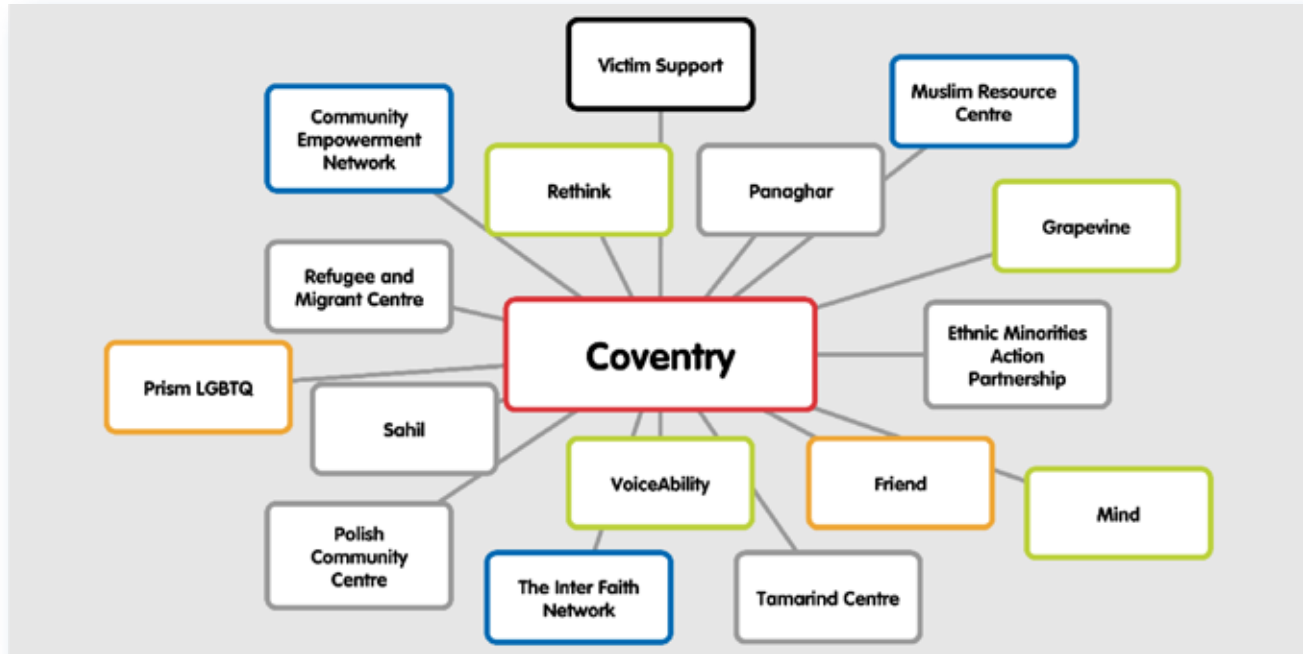 Victim Support
Muslim Resource
Centre
Community
Empowerment
Network
Rethink
Panaghar
Grapevine
Refugee and
Migrant Centre
Coventry
Ethnic Minorities
Action
Partnership
Prism LGBTQ
Sahil
VoiceAbility
Friend
Mind
Polish
Community
Centre
The Inter Faith
Network
Tamarind Centre